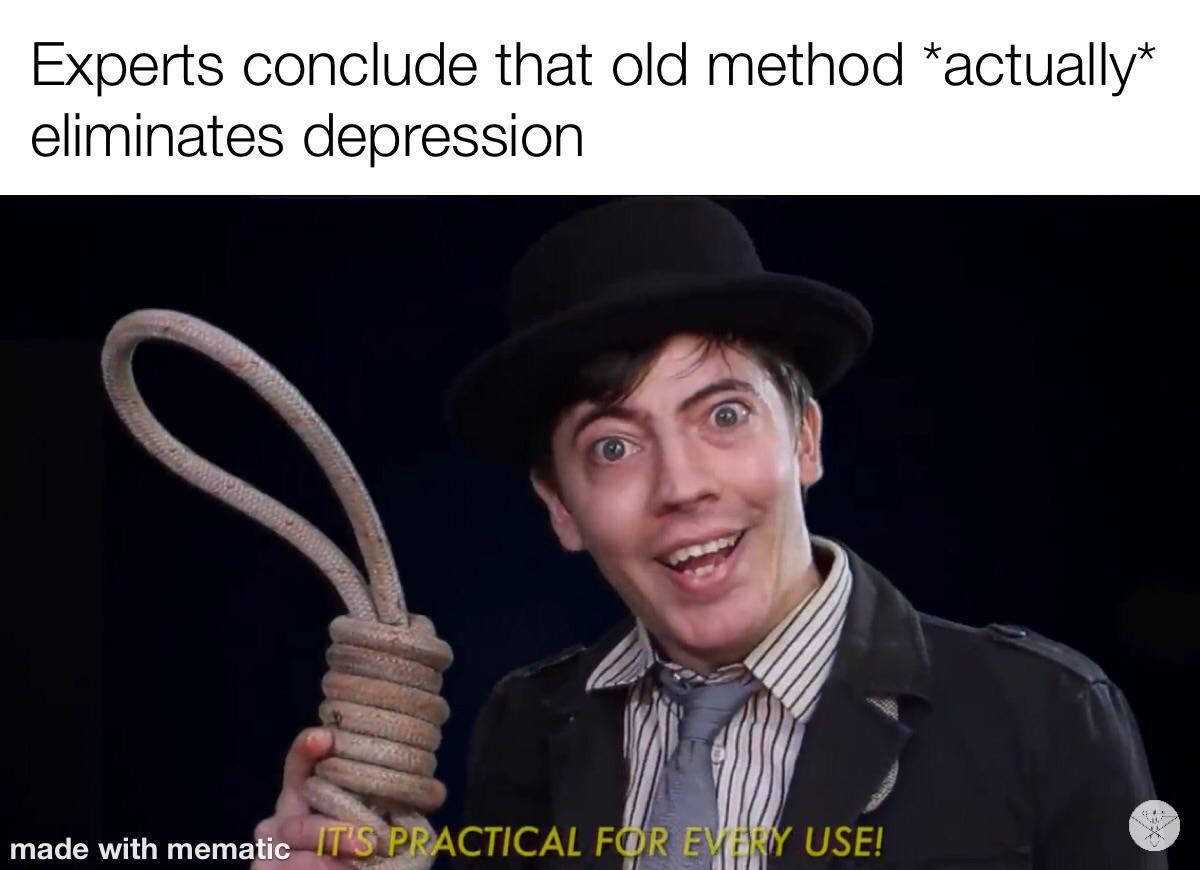 Experts conclude that old method *actually*
eliminates depression
IT'S PRACTICAL FOR EVERY USE!
made with mematic